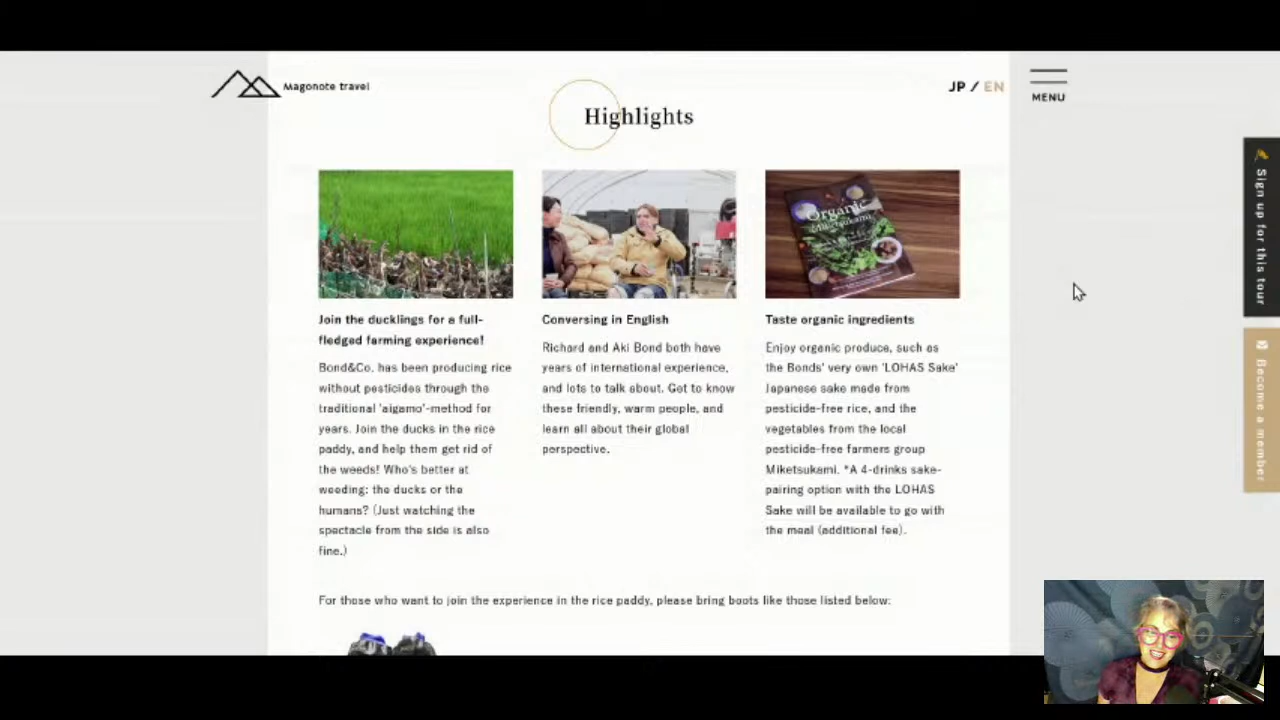 Magonote travel
JP / EN
MENU
Highlights
Join the ducklings for a full-
fledged farming experience!
Bond&Co. has been producing rice
without pesticides through the
traditional 'aigamo'-method for
years. Join the ducks in the rice
paddy, and help them get rid of
the weeds! Who's better at
weeding: the ducks or the
humans? (Just watching the
spectacle from the side is also
fine.)
Conversing in English
Richard and Aki Bond both have
years of international experience,
and lots to talk about. Get to know
these friendly, warm people, and
learn all about their global
perspective.
Organic
Miketsukami
Taste organic ingredients
Enjoy organic produce, such as
the Bonds' very own 'LOHAS Sake'
Japanese sake made from
pesticide-free rice, and the
vegetables from the local
pesticide-free farmers group
Miketsukami. *A 4-drinks sake-
pairing option with the LOHAS
Sake will be available to go with
the meal (additional fee).
For those who want to join the experience in the rice paddy, please bring boots like those listed below:
Sign up for this tour
Become a member